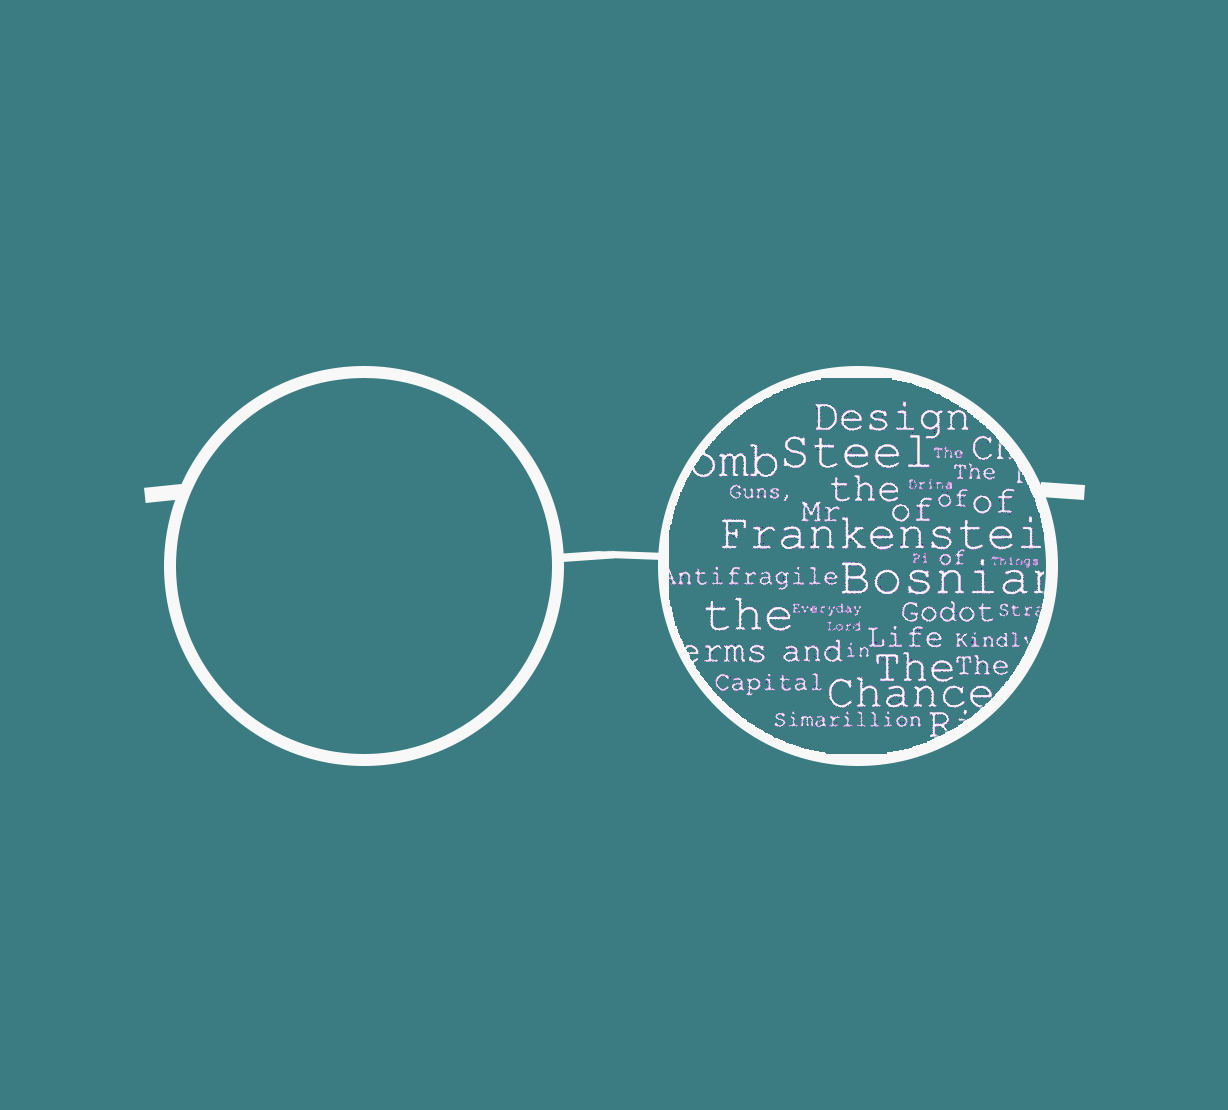 Design
omb Steel The Ch
The
Guns, the Drina of of
Mr of
Frankenstei
Pi of Things
Antifragile Bosnian
the Everyday Godot Stra
Lord
erms and in Life Kindly
The The
Capital Chance
Simarillion Ri